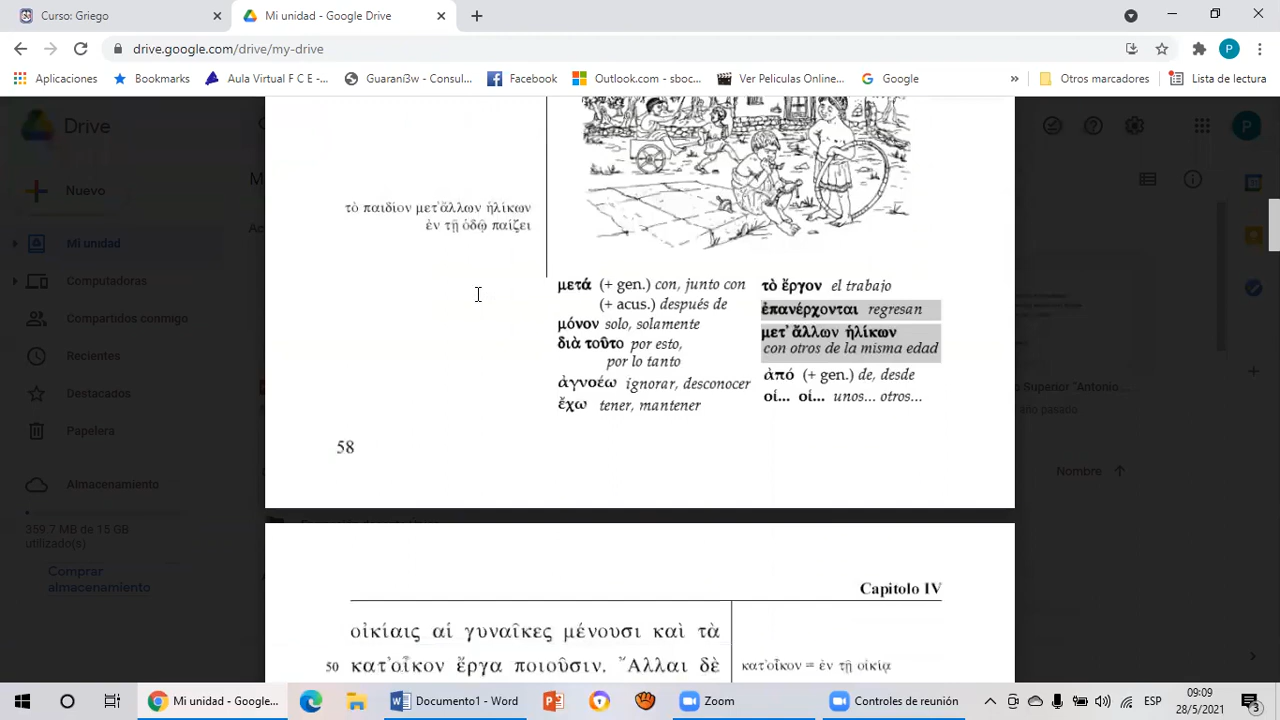 Curso: Griego
Mi unidad - Google Drive
drive.google.com/drive/my-drive
P
Aplicaciones
Bookmarks
Aula Virtual F C E -...
Guaraní3w - Consul...
Facebook
Outlook.com - sboc...
Ver Peliculas Online...
Google
»
Otros marcadores
Lista de lectura
Drive
P
Nuevo
Mi unidad
Computadoras
Compartidos conmigo
Recientes
Destacados
Papelera
Almacenamiento
359.7 MB de 15 GB
utilizado(s)
Comprar
almacenamiento
Superior "Antonio...
Nombre
τὸ παιδίον μετ'ἄλλων ἡλίκων
ἐν τῇ ὁδῷ παίζει
μετά (+ gen.) con, junto con
(+ acus.) después de
μόνον solo, solamente
διὰ τοῦτο por esto,
por lo tanto
ἀγνοέω ignorar, desconocer
ἔχω tener, mantener
τὸ ἔργον el trabajo
ἐπανέρχονται regresan
μετ' ἄλλων ἡλίκων
con otros de la misma edad
ἀπό (+ gen.) de, desde
οἱ... οἱ... unos... otros...
58
Capitolo IV
οἰκίαις αἱ γυναῖκες μένουσι καὶ τὰ
50 κατ'οἶκον ἔργα ποιοῦσιν. Ἄλλαι δὲ
κατ'οἶκον = ἐν τῇ οἰκίᾳ
Mi unidad - Google...
Documento1 - Word
Zoom
Controles de reunión
ESP
09:09
28/5/2021
3